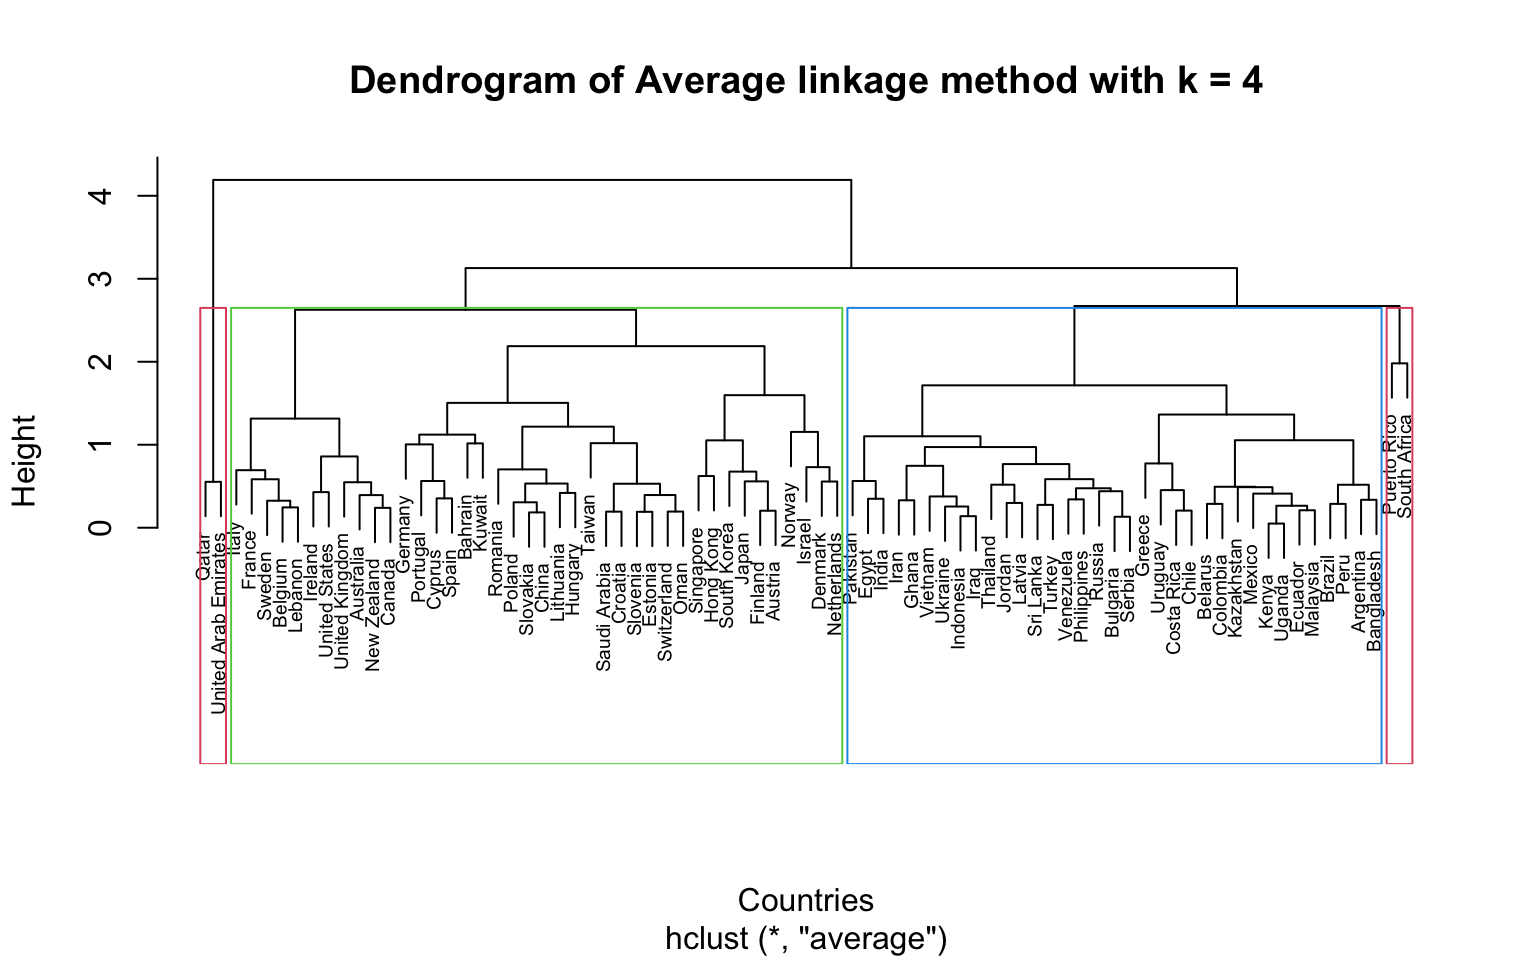 Dendrogram of Average linkage method with k = 4
Height
4
3
2
1
0
Qatar
United Arab Emirates
Italy
France
Sweden
Belgium
Lebanon
Ireland
United States
United Kingdom
Australia
New Zealand
Canada
Germany
Portugal
Cyprus
Spain
Bahrain
Kuwait
Romania
Poland
Slovakia
China
Lithuania
Hungary
Taiwan
Saudi Arabia
Croatia
Slovenia
Estonia
Switzerland
Oman
Singapore
Hong Kong
South Korea
Japan
Finland
Austria
Norway
Israel
Denmark
Netherlands
Pakistan
Egypt
India
Iran
Ghana
Vietnam
Ukraine
Indonesia
Iraq
Thailand
Jordan
Latvia
Sri Lanka
Turkey
Venezuela
Philippines
Russia
Bulgaria
Serbia
Greece
Uruguay
Costa Rica
Chile
Belarus
Colombia
Kazakhstan
Mexico
Kenya
Uganda
Ecuador
Malaysia
Brazil
Peru
Argentina
Bangladesh
Puerto Rico
South Africa
Countries
hclust (*, "average")